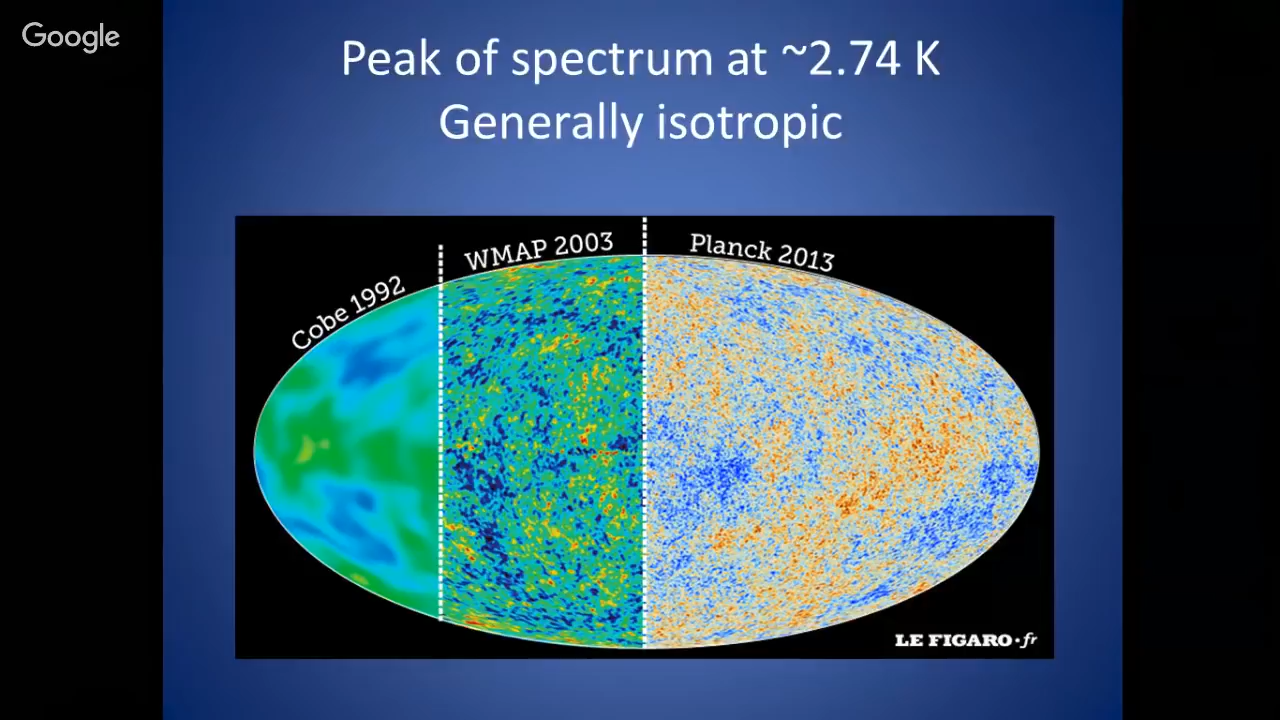 Google
Peak of spectrum at ~2.74 K
Generally isotropic
Cobe 1992
WMAP 2003
Planck 2013
LE FIGARO·fr